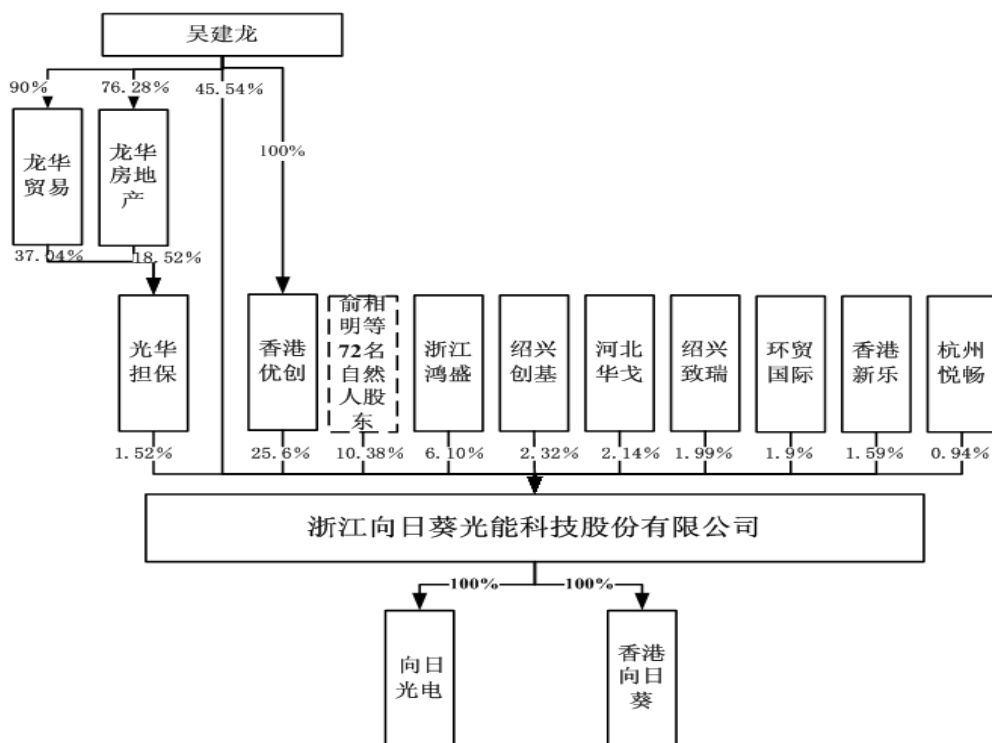 吴建龙
90%
76.28%
45.54%
100%
龙华
贸易
龙华
房地
产
37.04%
18.52%
光华
担保
香港
优创
俞相
明等
72名
自然
人股
东
浙江
鸿盛
绍兴
创基
河北
华戈
绍兴
致瑞
环贸
国际
香港
新乐
杭州
悦畅
1.52%
25.6%
10.38%
6.10%
2.32%
2.14%
1.99%
1.9%
1.59%
0.94%
浙江向日葵光能科技股份有限公司
100%
100%
向日
光电
香港
向日
葵